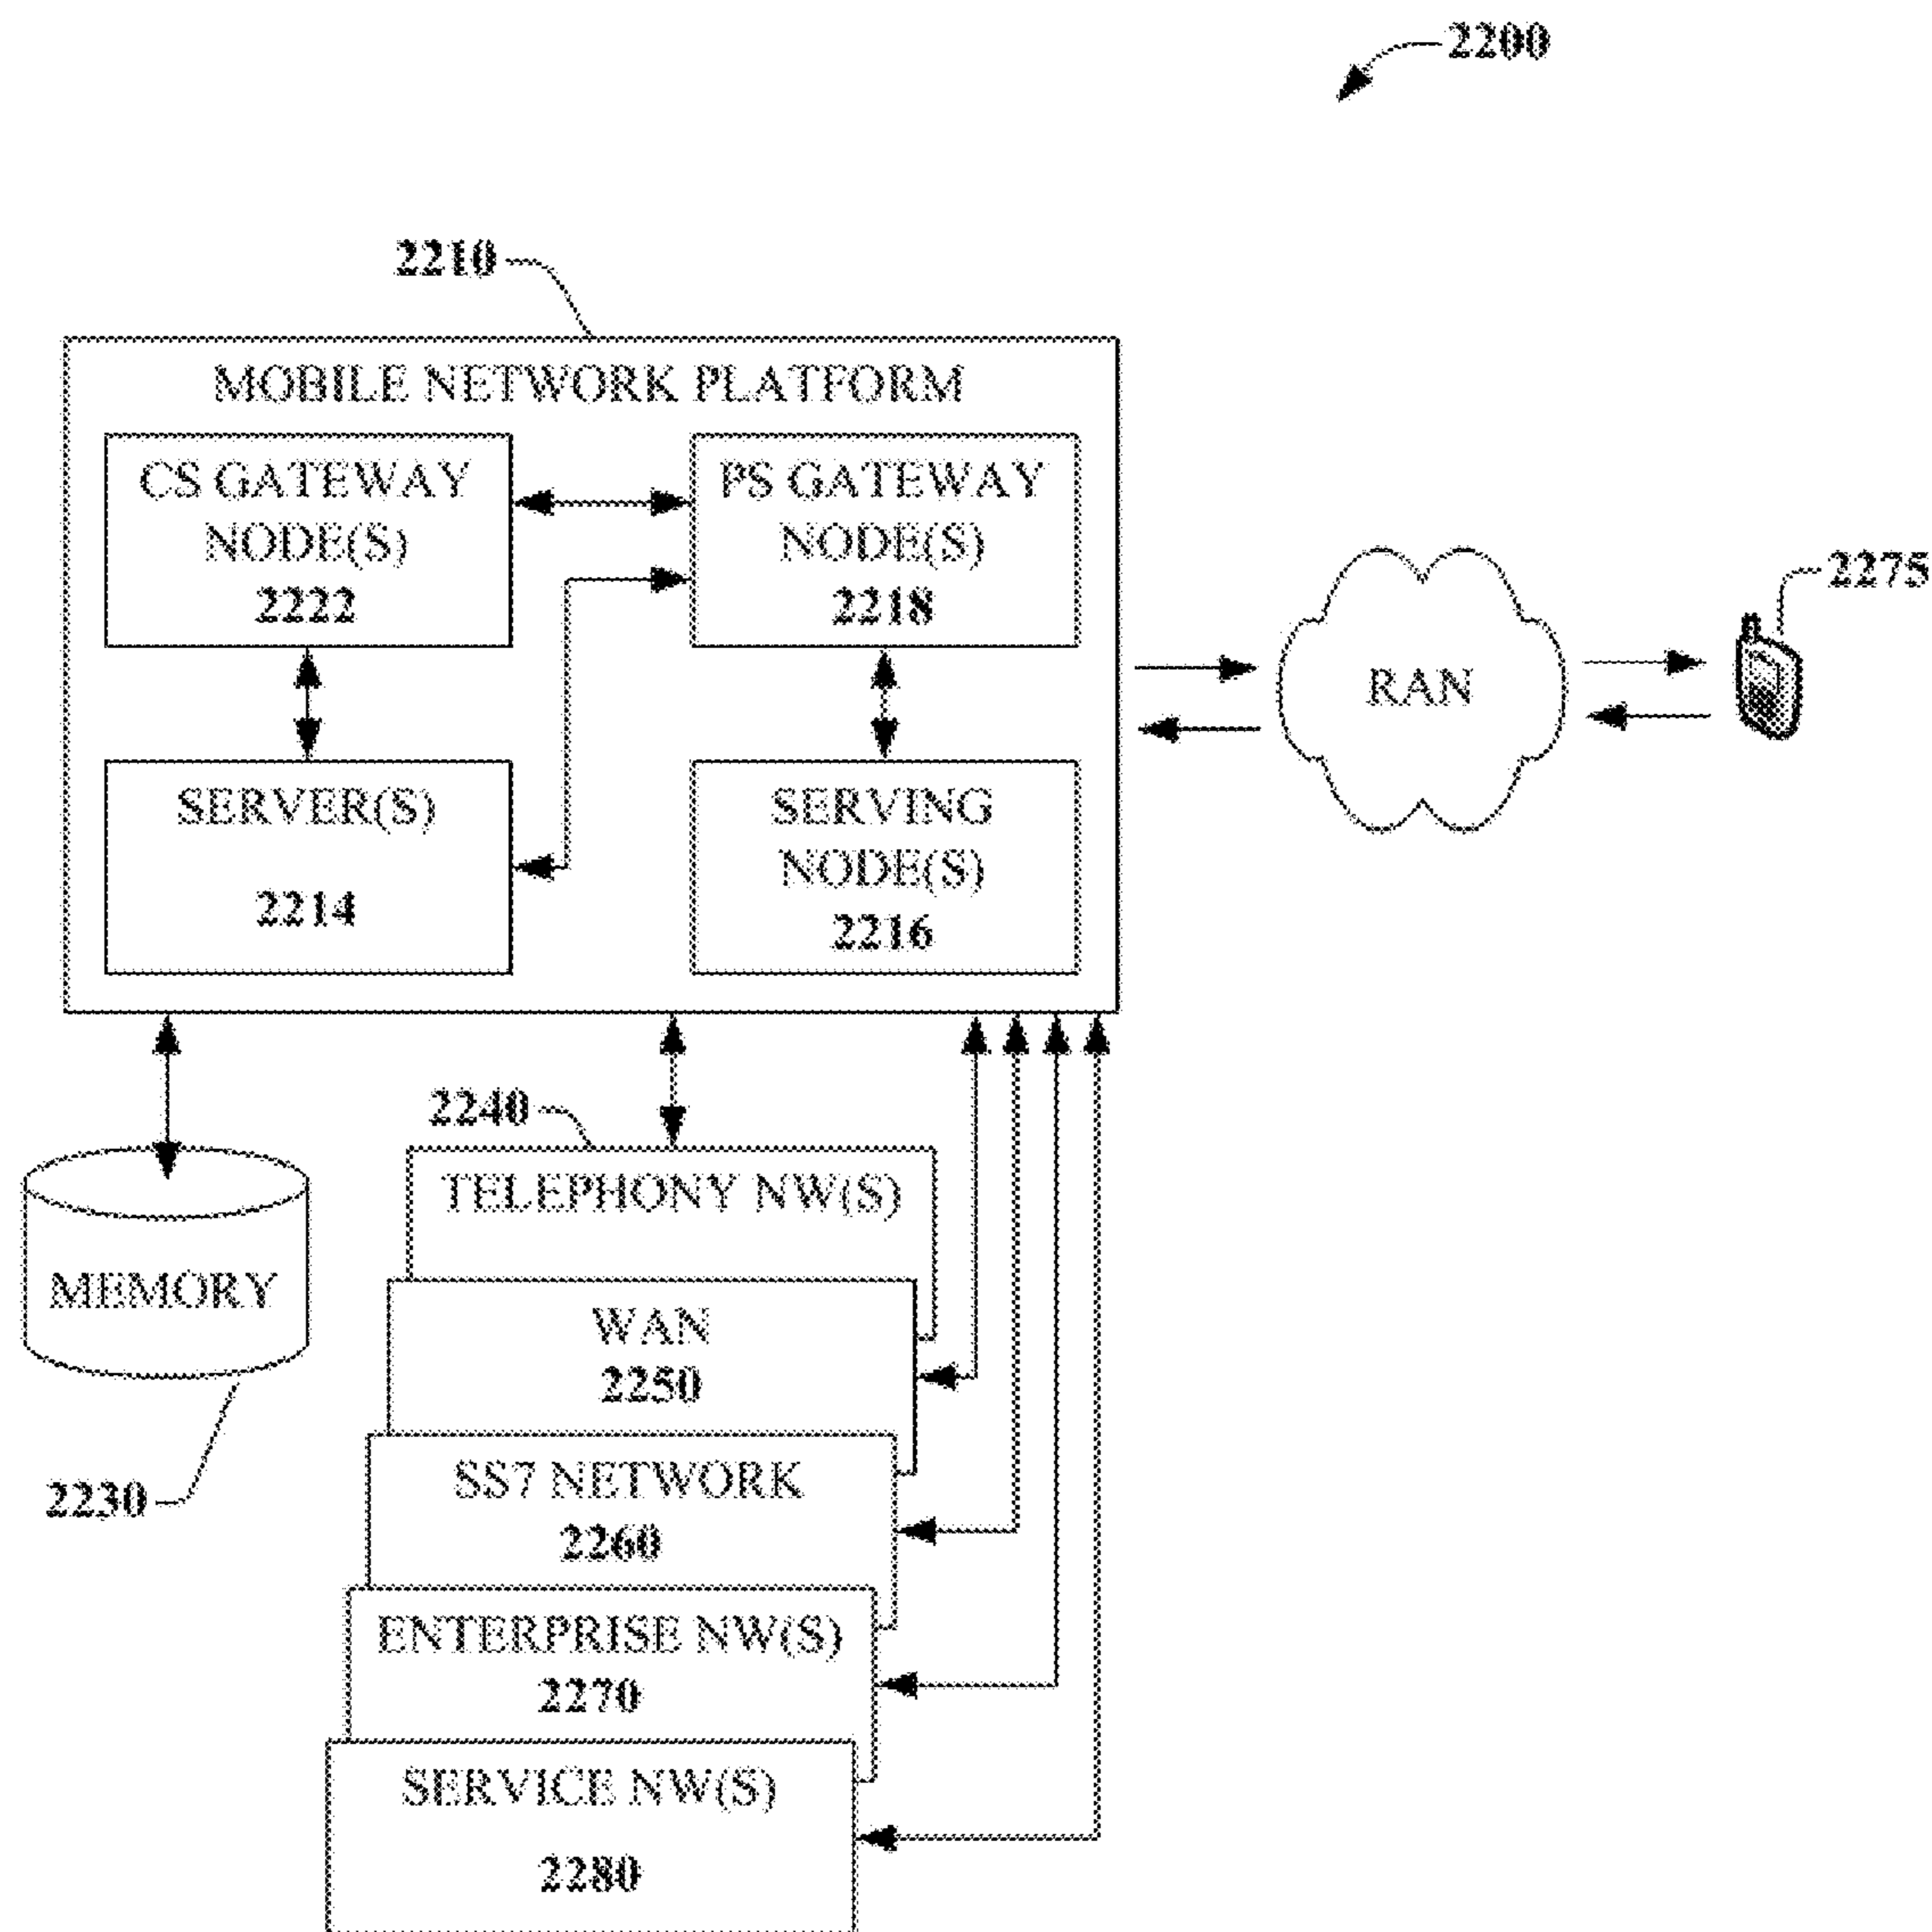 2200
2210
MOBILE NETWORK PLATFORM
CS GATEWAY
NODE(S)
2222
PS GATEWAY
NODE(S)
2218
SERVER(S)
2214
SERVING
NODE(S)
2216
RAN
2275
2240
TELEPHONY NW(S)
MEMORY
2230
WAN
2250
SS7 NETWORK
2260
ENTERPRISE NW(S)
2270
SERVICE NW(S)
2280